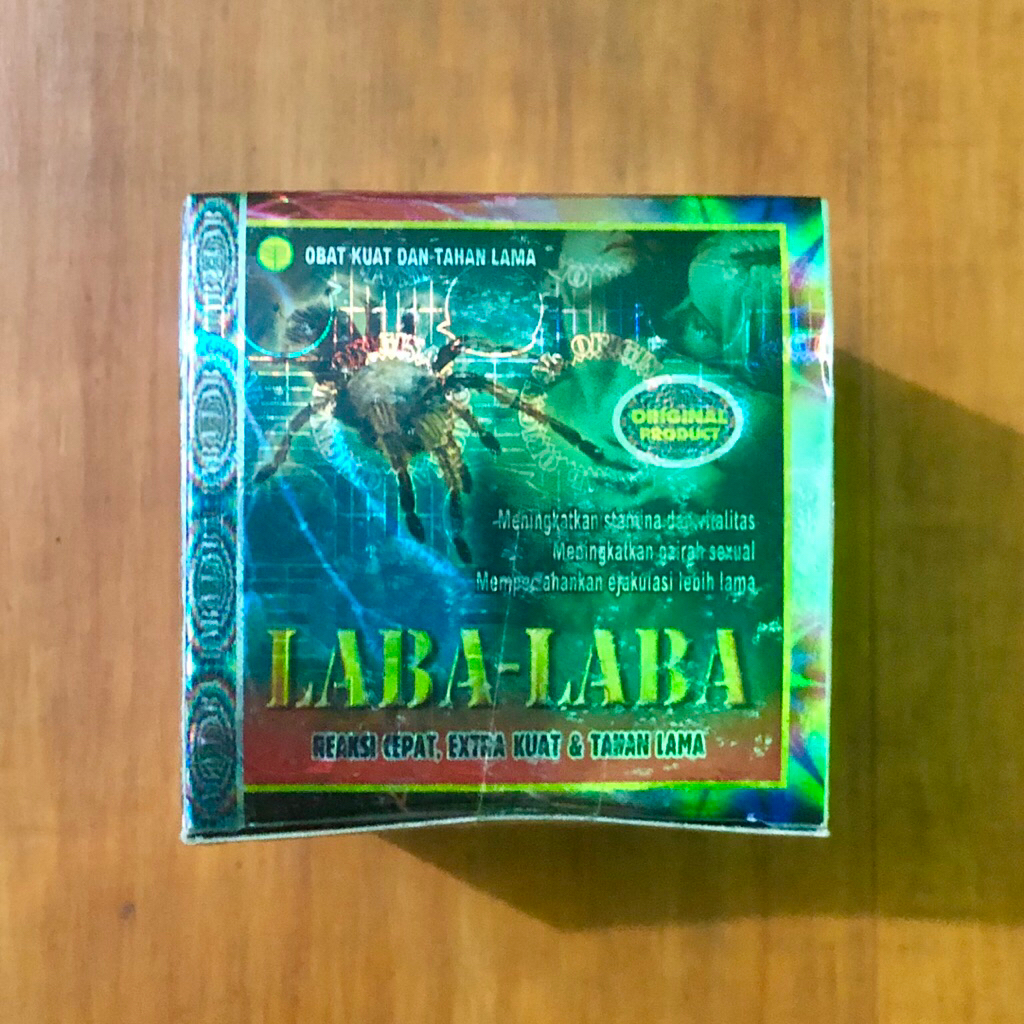 OBAT KUAT DAN TAHAN LAMA
ORIGINAL
PRODUCT
Meningkatkan stamina dan vitalitas
Meningkatkan gairah sexual
Mempertahankan ejakulasi lebih lama
LABA-LABA
REAKSI CEPAT, EXTRA KUAT & TAHAN LAMA